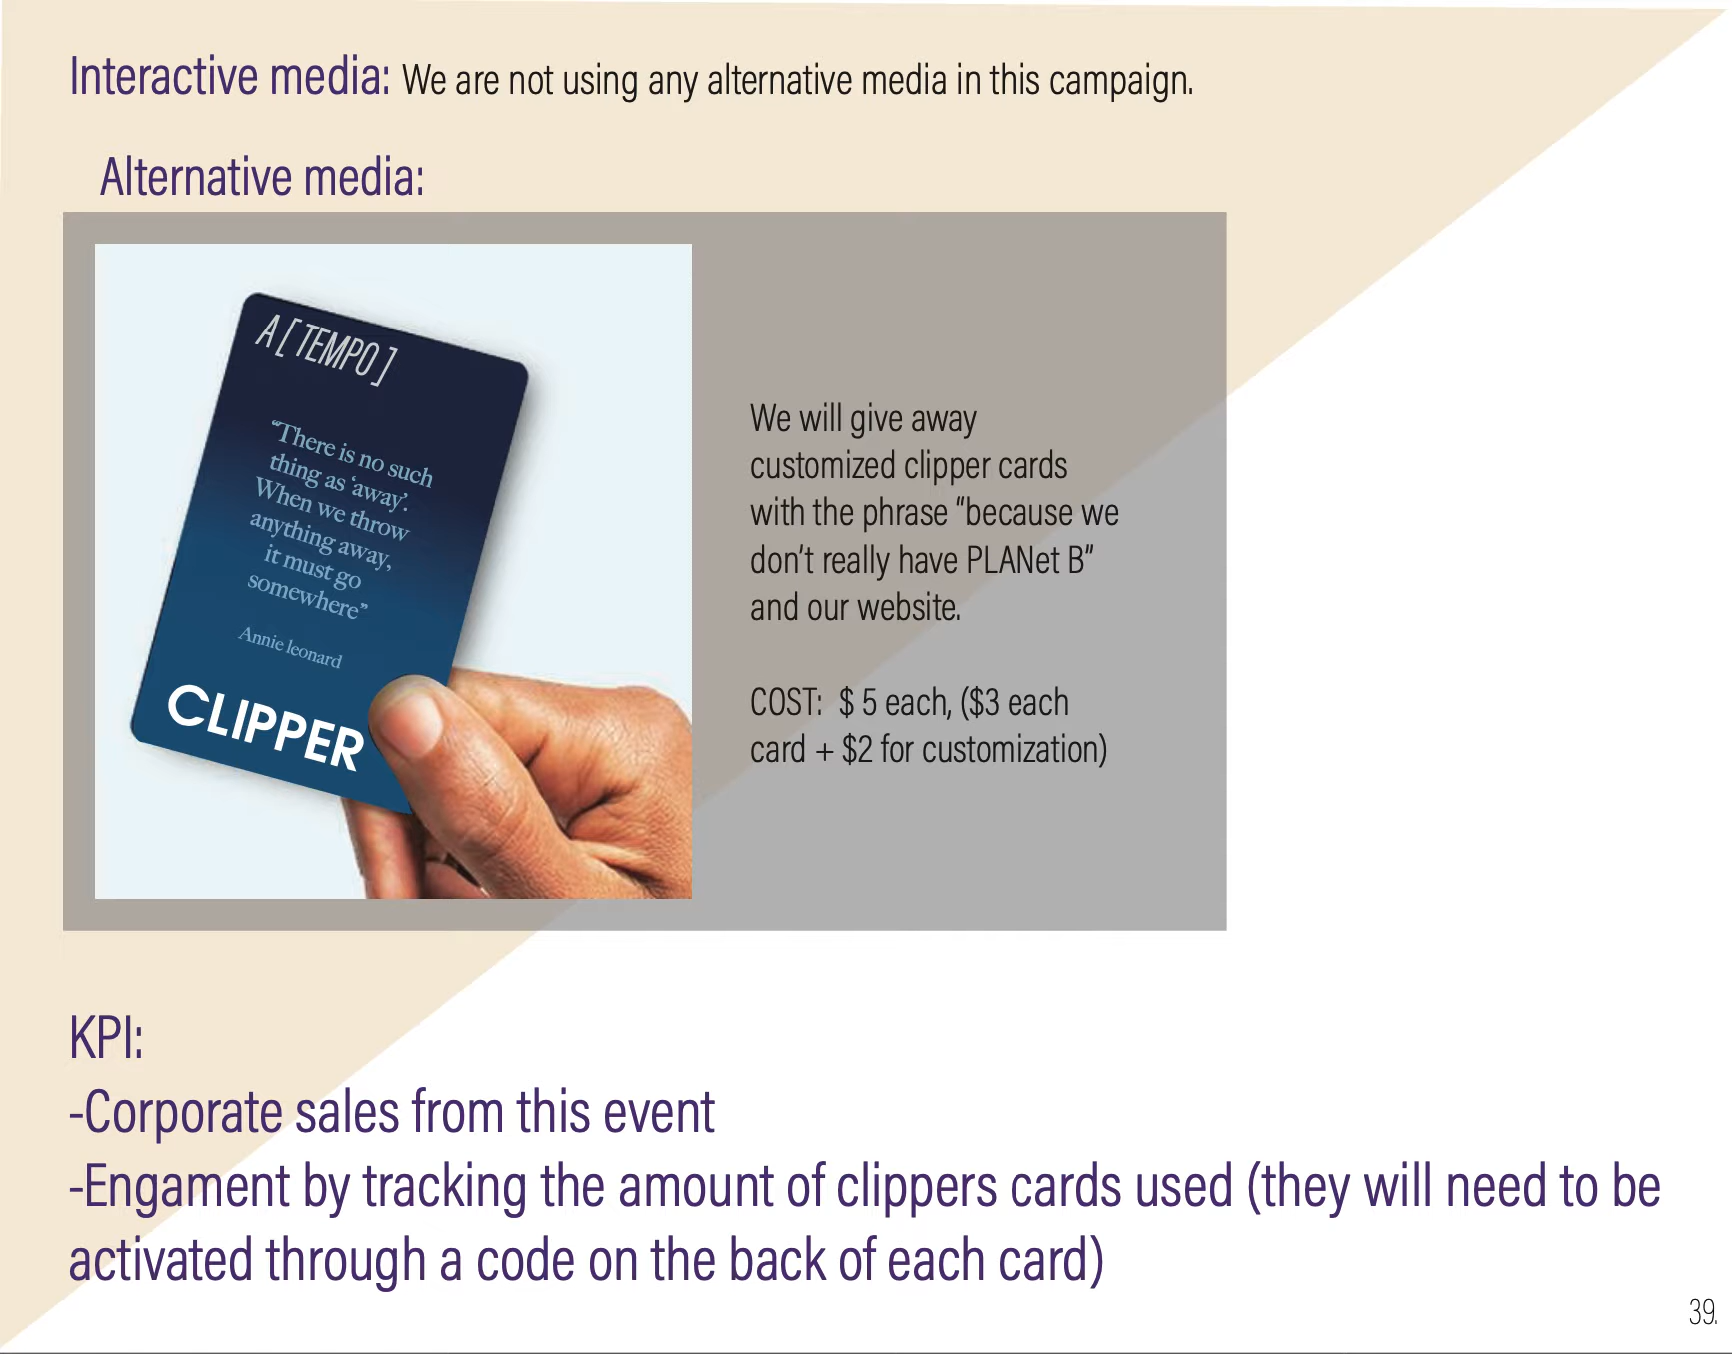 Interactive media: We are not using any alternative media in this campaign.
Alternative media:
A [ TEMPO ]
“There is no such
thing as ‘away’.
When we throw
anything away,
it must go
somewhere”
Annie leonard
CLIPPER
We will give away
customized clipper cards
with the phrase “because we
don’t really have PLANet B”
and our website.
COST:  $ 5 each, ($3 each
card + $2 for customization)
KPI:
-Corporate sales from this event
-Engament by tracking the amount of clippers cards used (they will need to be
activated through a code on the back of each card)
39.